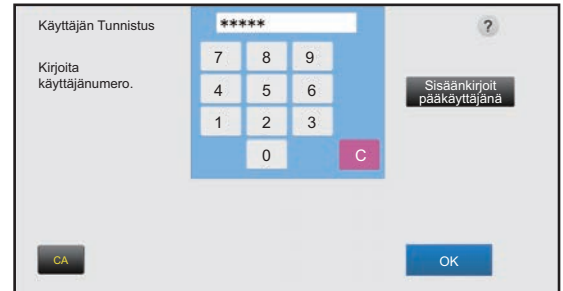 Käyttäjän Tunnistus
*****
?
Kirjoita
käyttäjänumero.
7 8 9
4 5 6
1 2 3
0 C
Sisäänkirjoit
pääkäyttäjänä
CA
OK